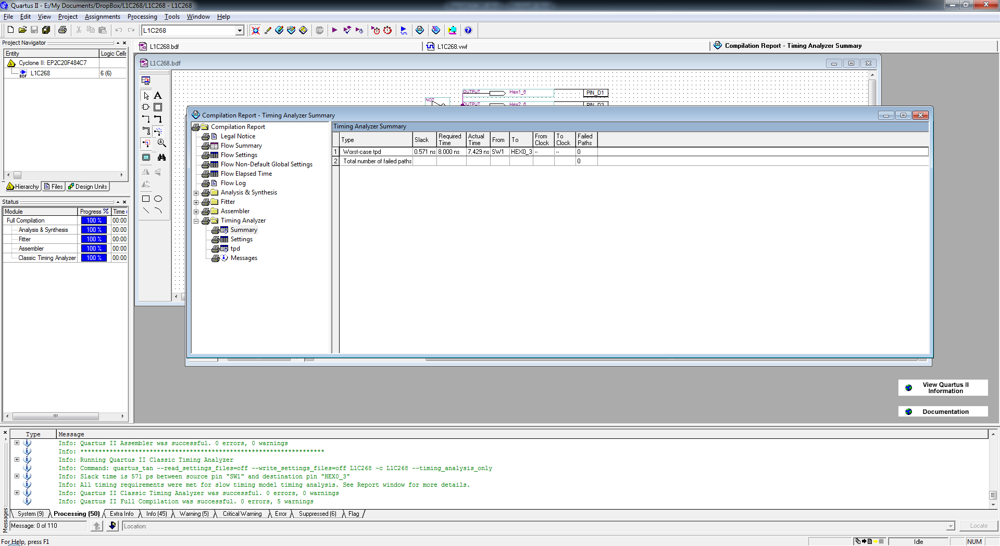 Quartus II - E:/My Documents/DropBox/L1C268/L1C268 - L1C268
File Edit View Project Assignments Processing Tools Window Help
L1C268
Project Navigator
Entity Logic Cells
Cyclone II: EP2C20F484C7
L1C268 6 (6)
Hierarchy Files Design Units
Status
Module Progress % Time
Full Compilation 100 % 00:00
Analysis & Synthesis 100 % 00:00
Fitter 100 % 00:00
Assembler 100 % 00:00
Classic Timing Analyzer 100 % 00:00
L1C268.bdf L1C268.vwf Compilation Report - Timing Analyzer Summary
L1C268.bdf
OUTPUT Hex1_6 PIN_D1
NOT
OUTPUT Hex2_6 PIN_D3
Compilation Report - Timing Analyzer Summary
Compilation Report
Legal Notice
Flow Summary
Flow Settings
Flow Non-Default Global Settings
Flow Elapsed Time
Flow Log
Analysis & Synthesis
Fitter
Assembler
Timing Analyzer
Summary
Settings
tpd
Messages
Timing Analyzer Summary
Type Slack Required Time Actual Time From To From Clock To Clock Failed Paths
1 Worst-case tpd 0.571 ns 8.000 ns 7.429 ns SW1 HEX0_3 -- -- 0
2 Total number of failed paths 0
View Quartus II
Information
Documentation
Type Message
Info: Quartus II Assembler was successful. 0 errors, 0 warnings
Info: *******************************************************************
Info: Running Quartus II Classic Timing Analyzer
Info: Command: quartus_tan --read_settings_files=off --write_settings_files=off L1C268 -c L1C268 --timing_analysis_only
Info: Slack time is 571 ps between source pin "SW1" and destination pin "HEX0_3"
Info: All timing requirements were met for slow timing model timing analysis. See Report window for more details.
Info: Quartus II Classic Timing Analyzer was successful. 0 errors, 0 warnings
Info: Quartus II Full Compilation was successful. 0 errors, 5 warnings
System (9) Processing (50) Extra Info Info (45) Warning (5) Critical Warning Error Suppressed (6) Flag
Messages
Message: 0 of 110 Location: Locate
For Help, press F1 Idle NUM